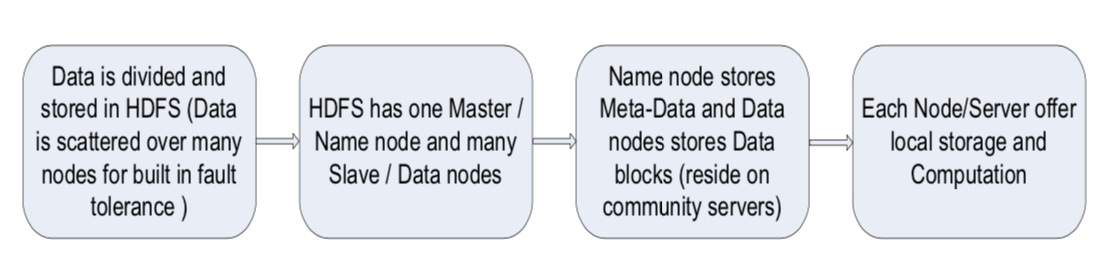 Data is divided and
stored in HDFS (Data
is scattered over many
nodes for built in fault
tolerance )
HDFS has one Master /
Name node and many
Slave / Data nodes
Name node stores
Meta-Data and Data
nodes stores Data
blocks (reside on
community servers)
Each Node/Server offer
local storage and
Computation